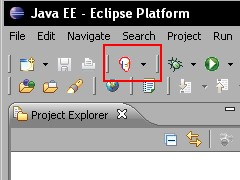 Java EE - Eclipse Platform
File Edit Navigate Search Project Run
Project Explorer